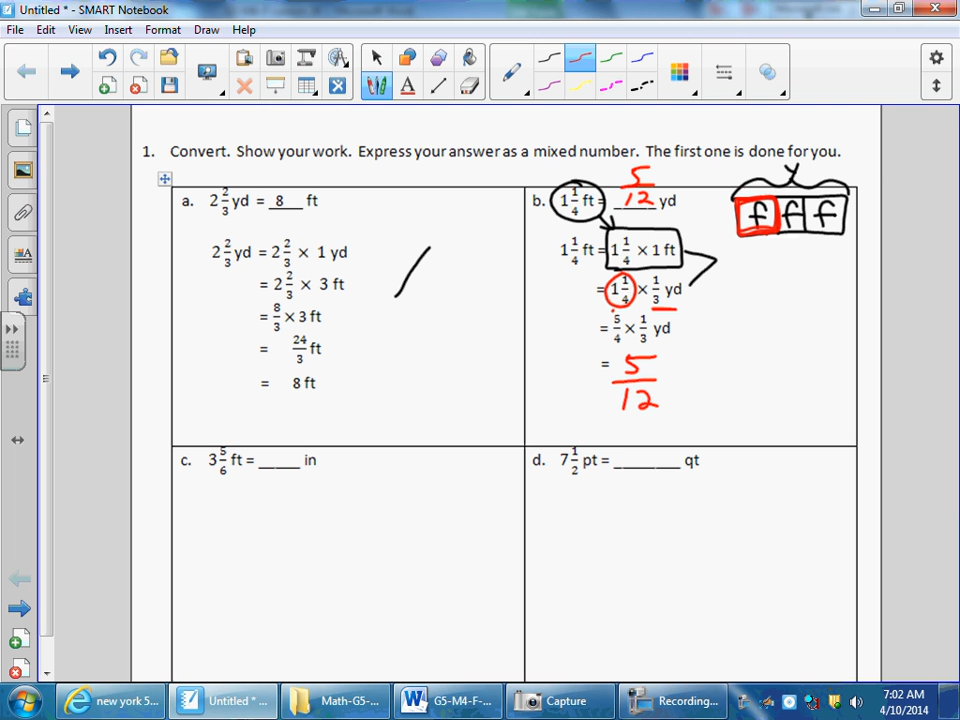 Untitled * - SMART Notebook
File Edit View Insert Format Draw Help
1. Convert. Show your work. Express your answer as a mixed number. The first one is done for you.
a. 2 2/3 yd = 8 ft
2 2/3 yd = 2 2/3 × 1 yd
= 2 2/3 × 3 ft
= 8/3 × 3 ft
= 24/3 ft
= 8 ft
b. 1 1/4 ft = 5/12 yd
1 1/4 ft = 1 1/4 × 1 ft
= 1 1/4 × 1/3 yd
= 5/4 × 1/3 yd
= 5/12
y
f f f
c. 3 5/6 ft = _____ in
d. 7 1/2 pt = ________ qt
new york 5...
Untitled * ...
Math-G5-...
G5-M4-F-...
Capture
Recording...
7:02 AM
4/10/2014